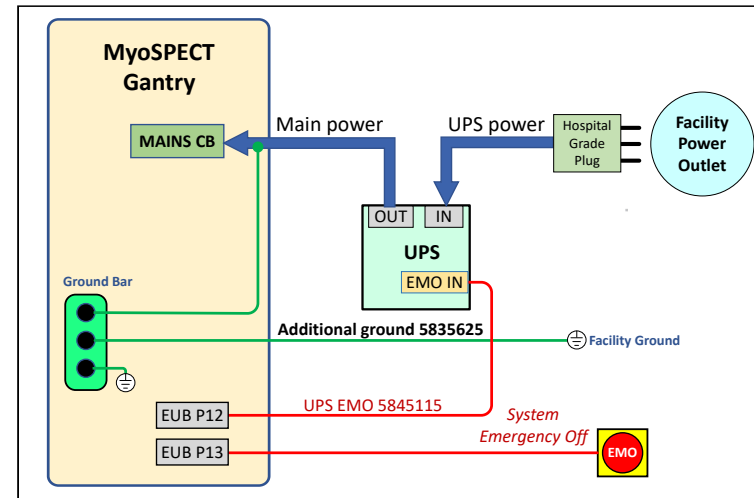 MyoSPECT
Gantry
MAINS CB
Main power
UPS power
Hospital
Grade
Plug
Facility
Power
Outlet
OUT
IN
UPS
EMO IN
Ground Bar
Additional ground 5835625
Facility Ground
EUB P12
UPS EMO 5845115
System
Emergency Off
EUB P13
EMO